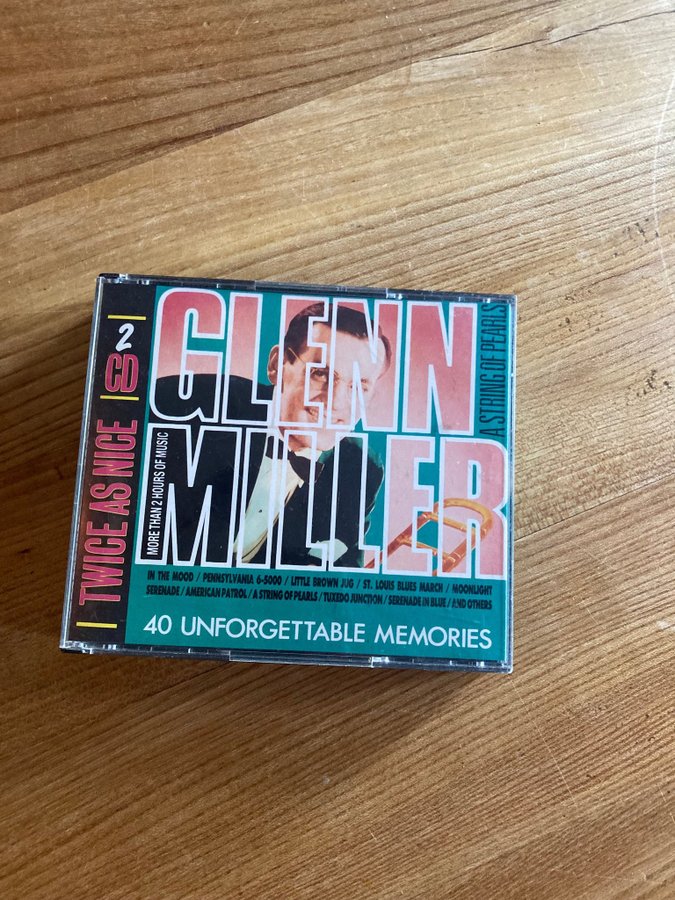 2
CD
TWICE AS NICE
GLENN
MILLER
A STRING OF PEARLS
MORE THAN 2 HOURS OF MUSIC
IN THE MOOD / PENNSYLVANIA 6-5000 / LITTLE BROWN JUG / ST. LOUIS BLUES MARCH / MOONLIGHT
SERENADE / AMERICAN PATROL / A STRING OF PEARLS / TUXEDO JUNCTION / SERENADE IN BLUE / AND OTHERS
40 UNFORGETTABLE MEMORIES